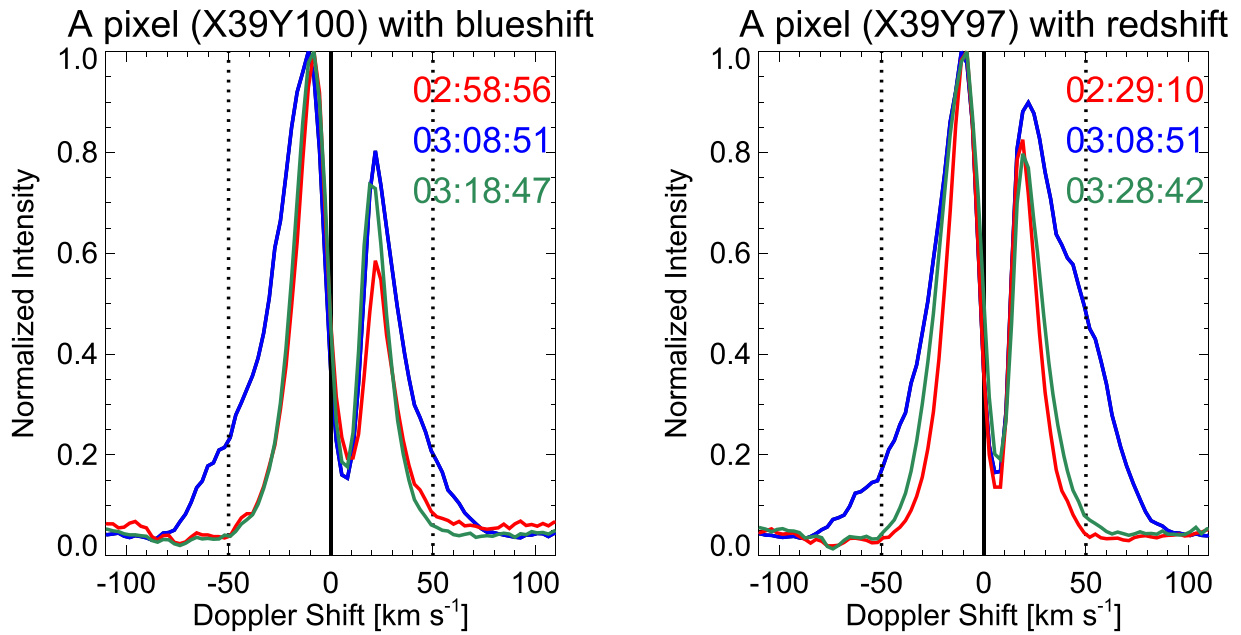 A pixel (X39Y100) with blueshift
1.0
0.8
0.6
0.4
0.2
0.0
Normalized Intensity
02:58:56
03:08:51
03:18:47
-100 -50 0 50 100
Doppler Shift [km s⁻¹]
A pixel (X39Y97) with redshift
1.0
0.8
0.6
0.4
0.2
0.0
Normalized Intensity
02:29:10
03:08:51
03:28:42
-100 -50 0 50 100
Doppler Shift [km s⁻¹]